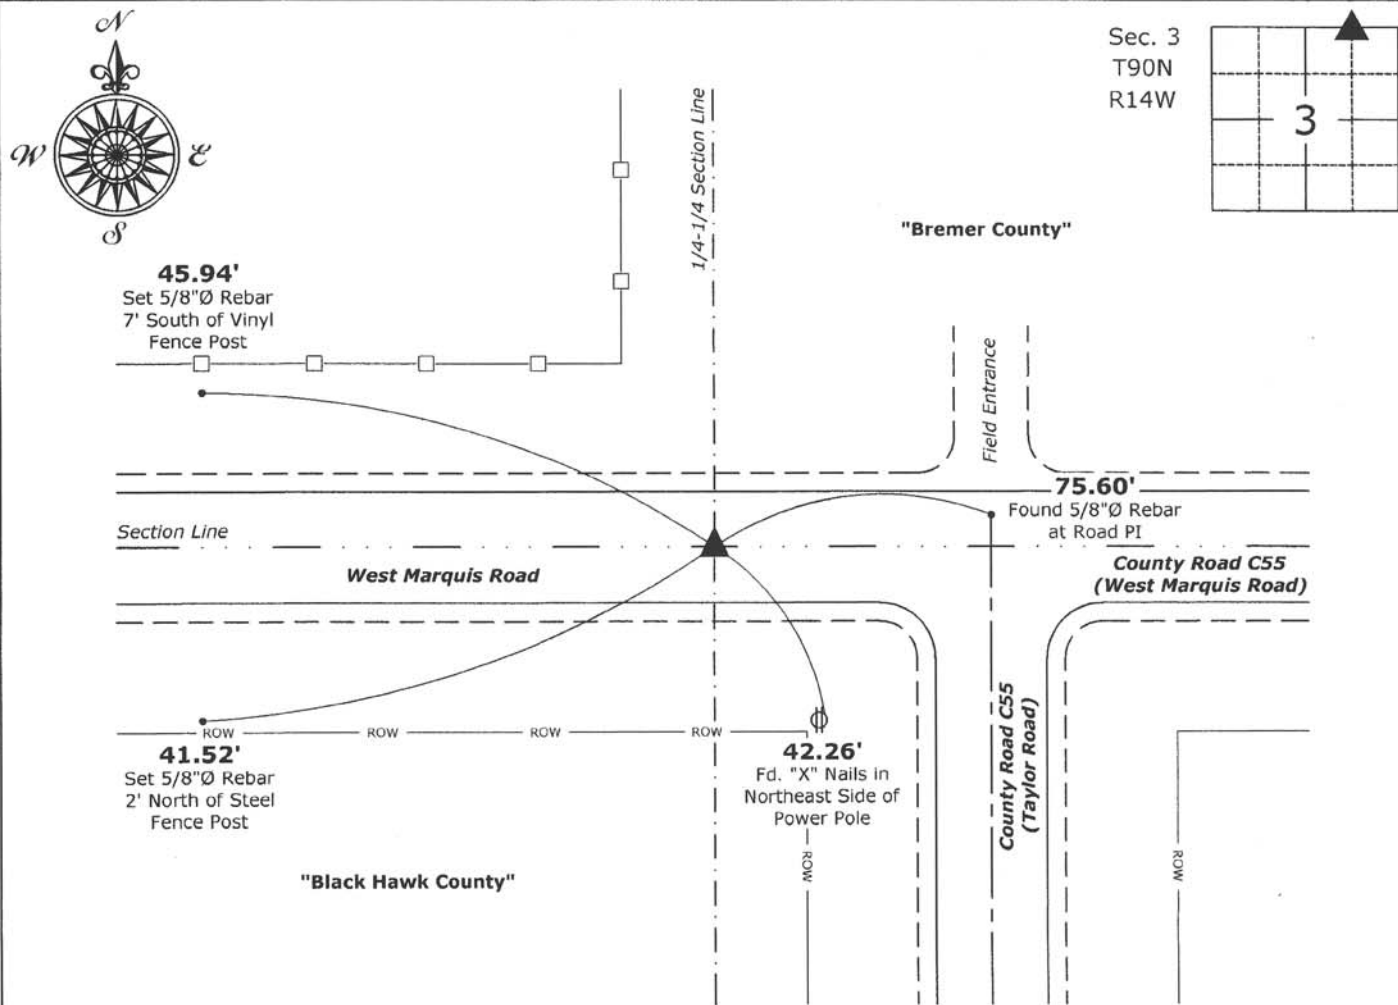 N
W
E
S
Sec. 3
T90N
R14W
3
1/4-1/4 Section Line
"Bremer County"
45.94'
Set 5/8"Ø Rebar
7' South of Vinyl
Fence Post
Field Entrance
75.60'
Found 5/8"Ø Rebar
at Road PI
Section Line
West Marquis Road
County Road C55
(West Marquis Road)
ROW
ROW
ROW
ROW
41.52'
Set 5/8"Ø Rebar
2' North of Steel
Fence Post
42.26'
Fd. "X" Nails in
Northeast Side of
Power Pole
County Road C55
(Taylor Road)
ROW
ROW
"Black Hawk County"